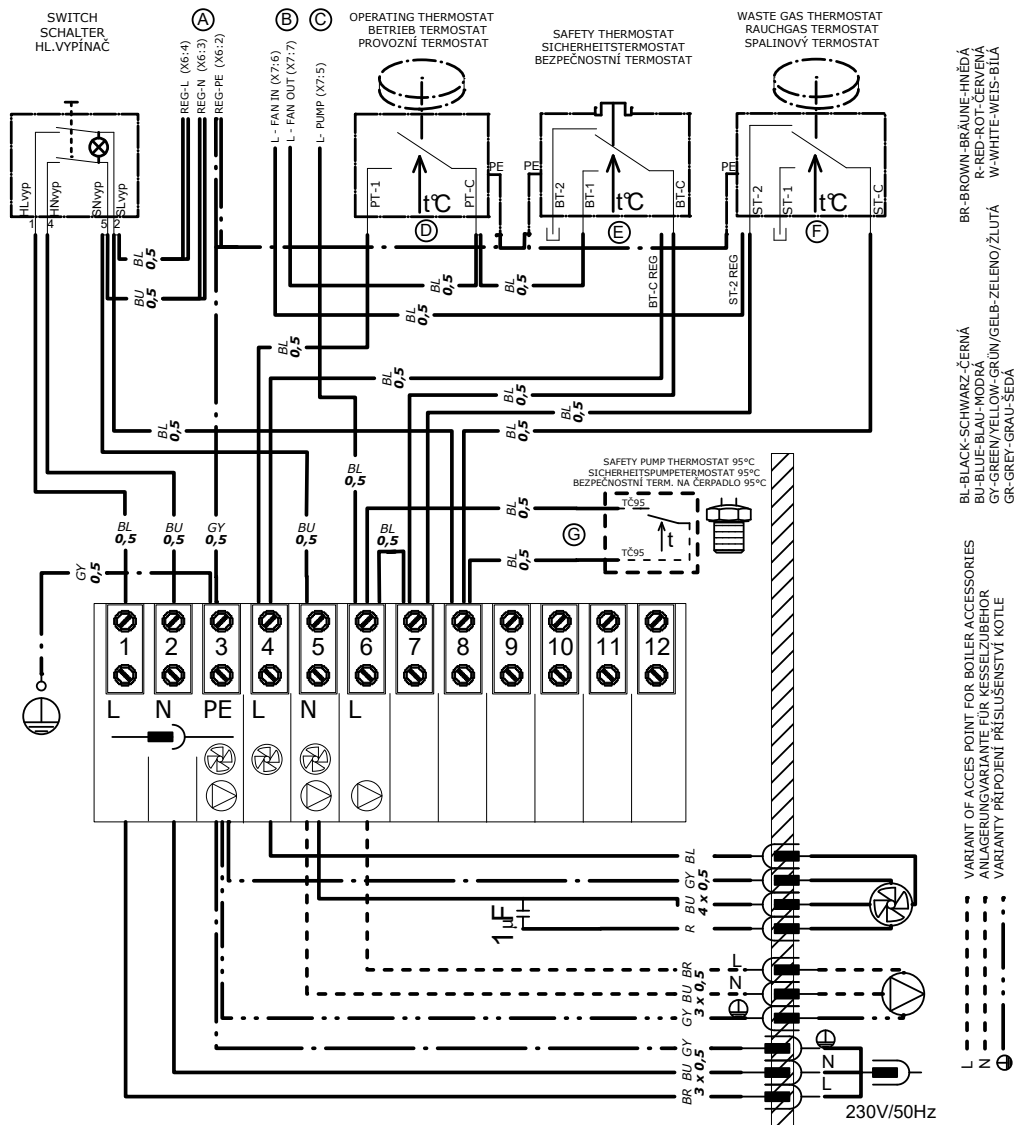 SWITCH
SCHALTER
HL.VYPÍNAČ
A
REG-L (X6:4)
REG-N (X6:3)
REG-PE (X6:2)
B
C
L - FAN IN (X7:6)
L - FAN OUT (X7:7)
L- PUMP (X7:5)
OPERATING THERMOSTAT
BETRIEB TERMOSTAT
PROVOZNÍ TERMOSTAT
SAFETY THERMOSTAT
SICHERHEITSTERMOSTAT
BEZPEČNOSTNÍ TERMOSTAT
WASTE GAS THERMOSTAT
RAUCHGAS TERMOSTAT
SPALINOVÝ TERMOSTAT
HLvyp
HNvyp
SNvyp
SLvyp
1
4
5
2
PT-1
PT-C
t°C
D
PE
PE
BT-2
BT-1
BT-C
t°C
E
PE
ST-2
ST-1
ST-C
t°C
F
BL
0,5
BU
0,5
BL
0,5
BL
0,5
BL
0,5
BT-C REG
ST-2 REG
BL
0,5
BL
0,5
BL
0,5
BL
0,5
BL
0,5
BL
0,5
SAFETY PUMP THERMOSTAT 95°C
SICHERHEITSPUMPETERMOSTAT 95°C
BEZPEČNOSTNÍ TERM. NA ČERPADLO 95°C
TČ95
t
TČ95
G
BL
0,5
BL
0,5
BL
0,5
BU
0,5
GY
0,5
BU
0,5
BL
0,5
GY
0,5
1 2 3 4 5 6 7 8 9 10 11 12
L N PE L N L
BL
GY
BU
R
4 x 0,5
1 µF
BR
BU
GY
3 x 0,5
L
N
GY
BU
BR
3 x 0,5
N
L
230V/50Hz
BR-BROWN-BRÄUNE-HNĚDÁ
R-RED-ROT-ČERVENÁ
W-WHITE-WEIS-BÍLÁ
BL-BLACK-SCHWARZ-ČERNÁ
BU-BLUE-BLAU-MODRÁ
GY-GREEN/YELLOW-GRÜN/GELB-ZELENO/ŽLUTÁ
GR-GREY-GRAU-ŠEDÁ
VARIANT OF ACCES POINT FOR BOILER ACCESSORIES
ANLAGERUNGVARIANTE FÜR KESSELZUBEHOR
VARIANTY PŘIPOJENÍ PŘÍSLUŠENSTVÍ KOTLE
L
N